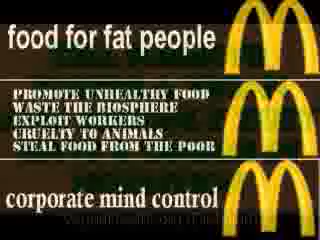 food for fat people
PROMOTE UNHEALTHY FOOD
WASTE THE BIOSPHERE
EXPLOIT WORKERS
CRUELTY TO ANIMALS
STEAL FOOD FROM THE POOR
corporate mind control